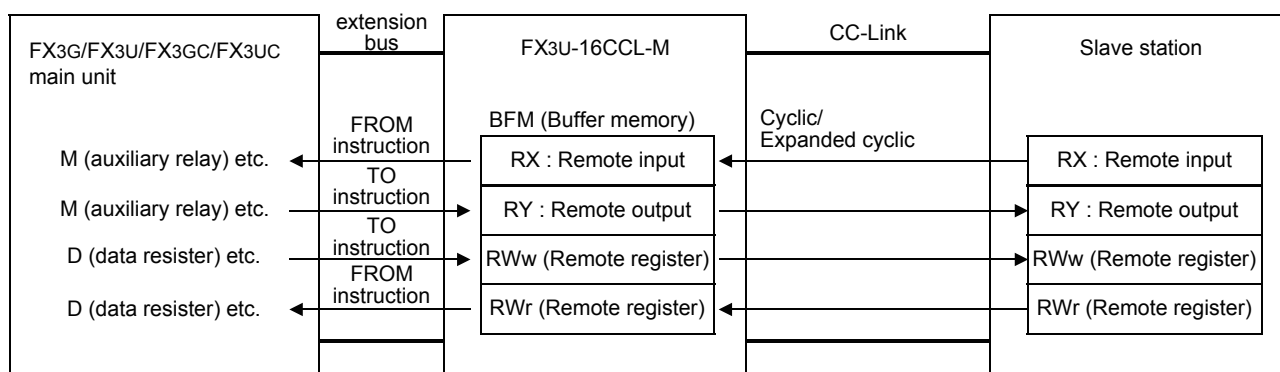 extension
bus
CC-Link
FX3G/FX3U/FX3GC/FX3UC
main unit
FX3U-16CCL-M
Slave station
BFM (Buffer memory)
Cyclic/
Expanded cyclic
FROM
instruction
M (auxiliary relay) etc.
RX : Remote input
RX : Remote input
TO
instruction
M (auxiliary relay) etc.
RY : Remote output
RY : Remote output
TO
instruction
D (data resister) etc.
RWw (Remote register)
RWw (Remote register)
FROM
instruction
D (data resister) etc.
RWr (Remote register)
RWr (Remote register)